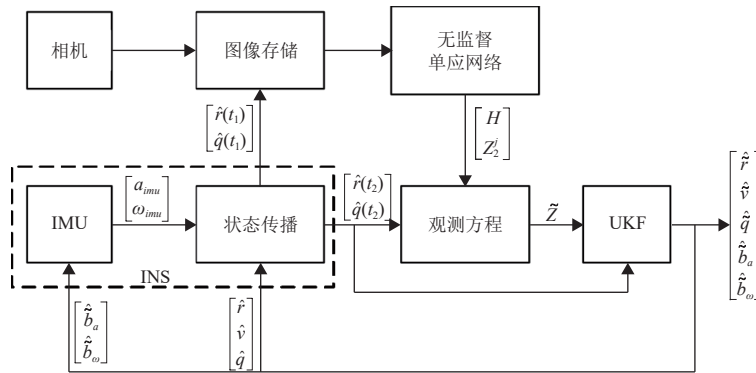 相机
图像存储
无监督
单应网络
r̂(t₁)
q̂(t₁)
H
Z₂ʲ
IMU
a_imu
ω_imu
状态传播
r̂(t₂)
q̂(t₂)
观测方程
Z̃
UKF
r̃̂
ṽ̂
q̂
b̃̂_a
b̃̂_ω
INS
b̃̂_a
b̃̂_ω
r̂
v̂
q̂